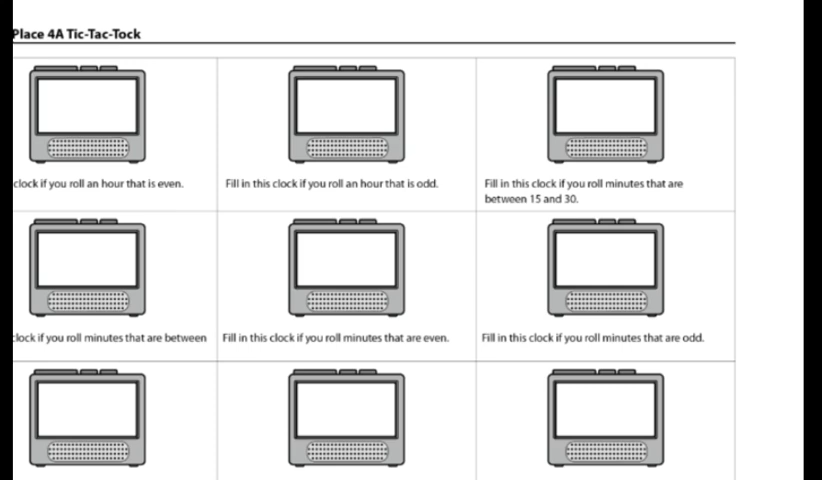 Place 4A Tic-Tac-Tock
clock if you roll an hour that is even.
Fill in this clock if you roll an hour that is odd.
Fill in this clock if you roll minutes that are
between 15 and 30.
clock if you roll minutes that are between
Fill in this clock if you roll minutes that are even.
Fill in this clock if you roll minutes that are odd.